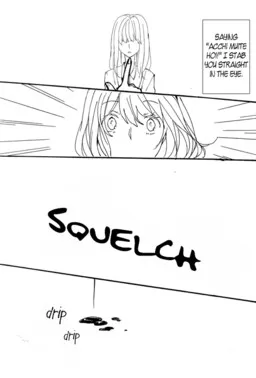 SAYING
"ACCHI MUITE
HOI" I STAB
YOU STRAIGHT
IN THE EYE.
SQUELCH
drip
drip